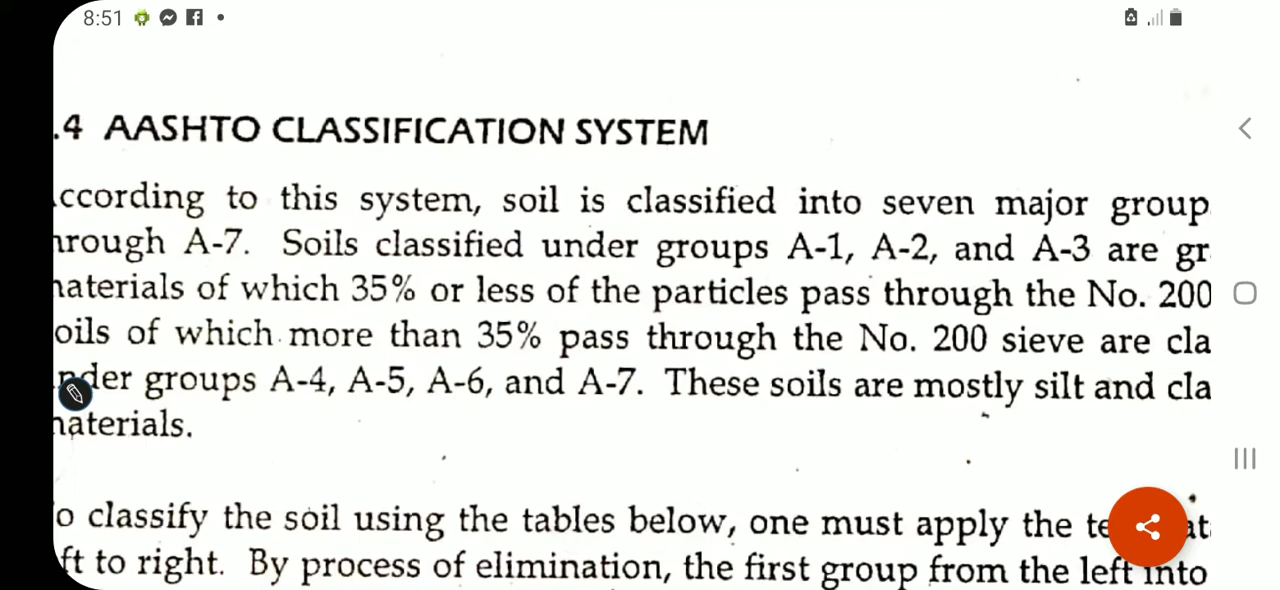 8:51
.4 AASHTO CLASSIFICATION SYSTEM
ccording to this system, soil is classified into seven major group
hrough A-7. Soils classified under groups A-1, A-2, and A-3 are gr
naterials of which 35% or less of the particles pass through the No. 200
oils of which more than 35% pass through the No. 200 sieve are cla
nder groups A-4, A-5, A-6, and A-7. These soils are mostly silt and cla
naterials.
o classify the soil using the tables below, one must apply the te at
ft to right. By process of elimination, the first group from the left into